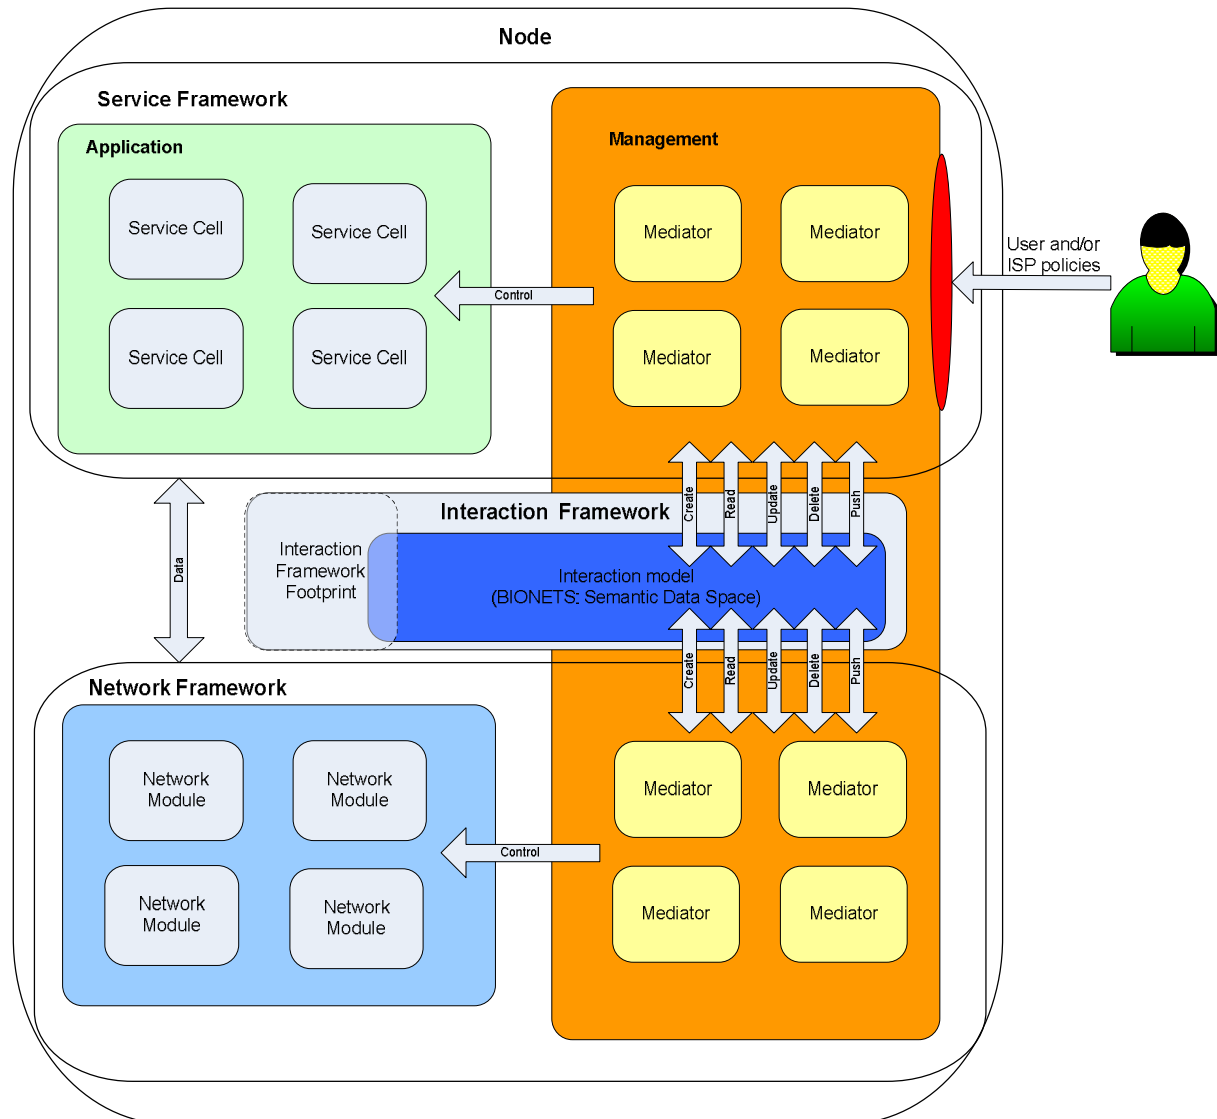 Node
Service Framework
Application
Management
Service Cell
Service Cell
Mediator
Mediator
User and/or
ISP policies
Control
Service Cell
Service Cell
Mediator
Mediator
Create
Read
Update
Delete
Push
Interaction Framework
Data
Interaction
Framework
Footprint
Interaction model
(BIONETS: Semantic Data Space)
Create
Read
Update
Delete
Push
Network Framework
Network
Module
Network
Module
Mediator
Mediator
Control
Network
Module
Network
Module
Mediator
Mediator